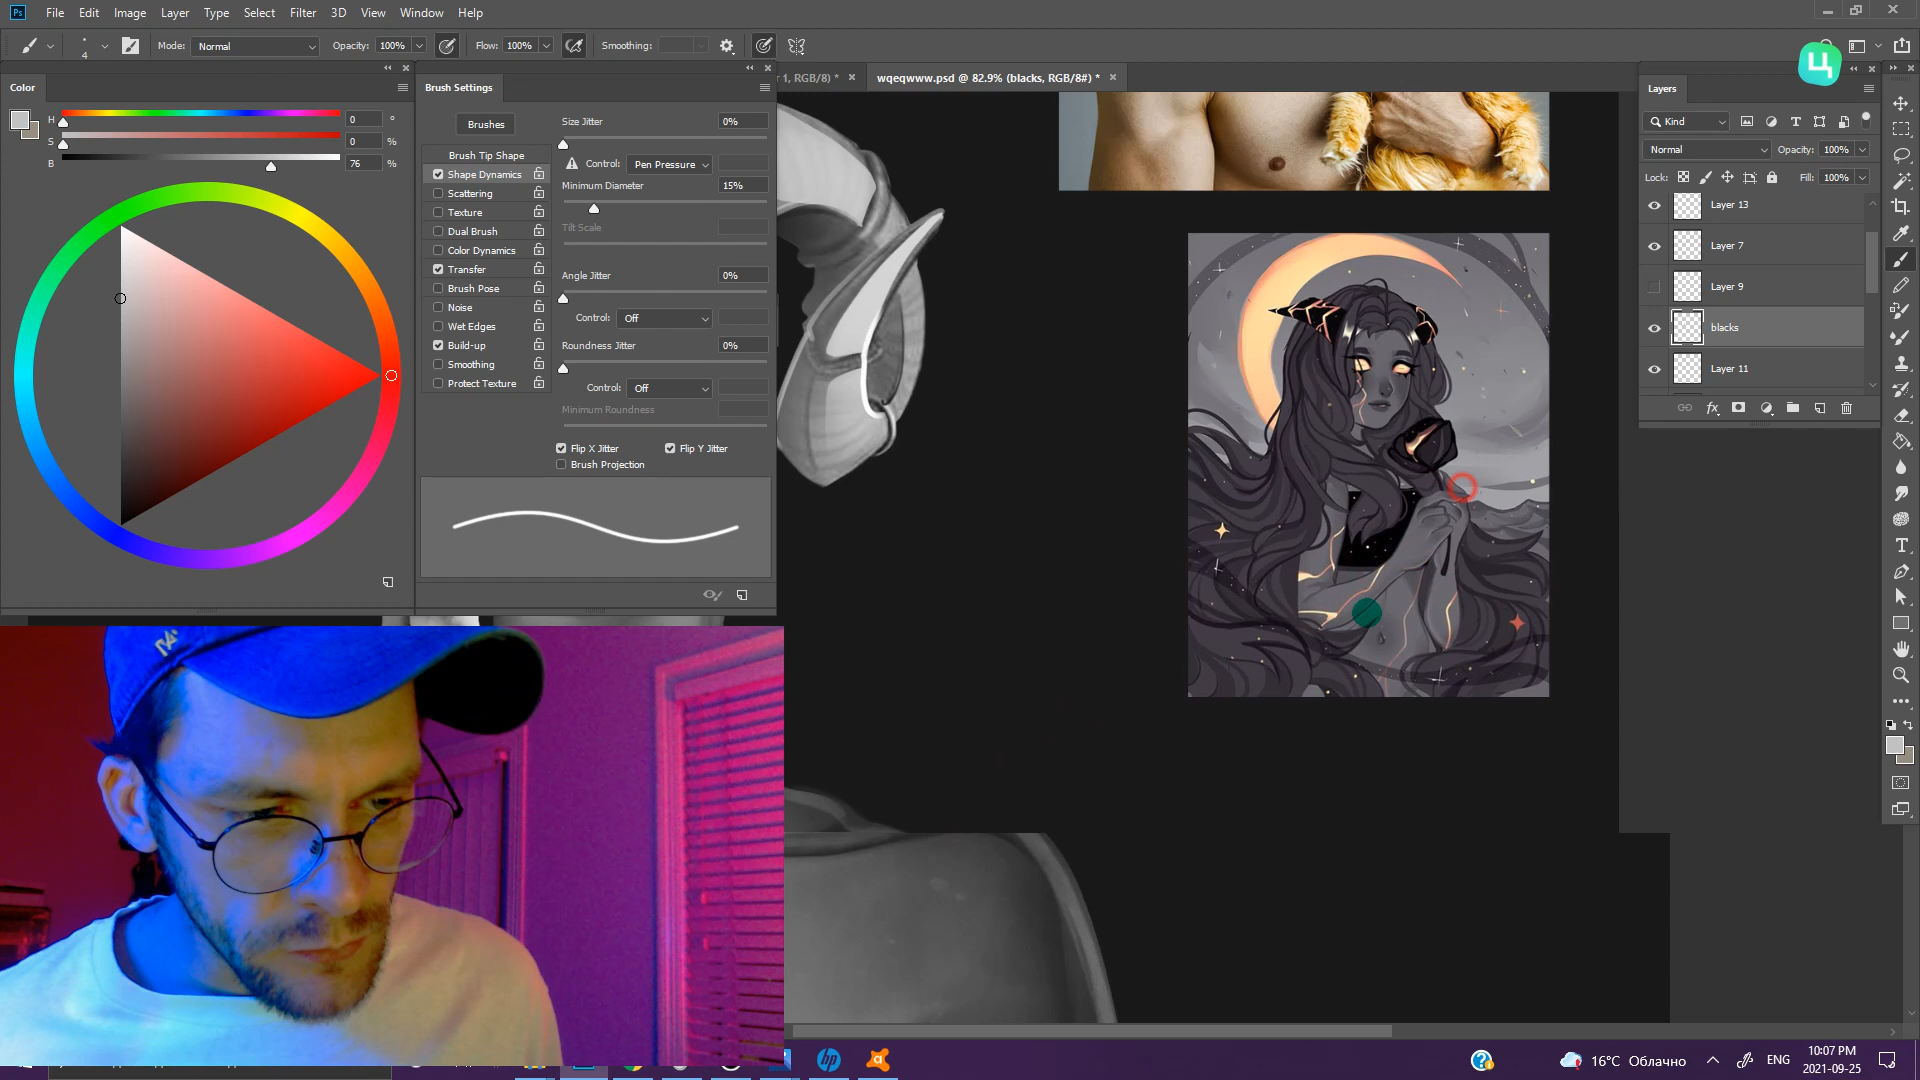 Ps File Edit Image Layer Type Select Filter 3D View Window Help
4 Mode: Normal Opacity: 100% Flow: 100% Smoothing:
r 1, RGB/8) * × wqeqwww.psd @ 82.9% (blacks, RGB/8#) * ×
Ц
Color
H 0 °
S 0 %
B 76 %
Brush Settings
Brushes
Brush Tip Shape
Shape Dynamics
Scattering
Texture
Dual Brush
Color Dynamics
Transfer
Brush Pose
Noise
Wet Edges
Build-up
Smoothing
Protect Texture
Size Jitter 0%
Control: Pen Pressure
Minimum Diameter 15%
Tilt Scale
Angle Jitter 0%
Control: Off
Roundness Jitter 0%
Control: Off
Minimum Roundness
Flip X Jitter Flip Y Jitter
Brush Projection
Layers
Kind
Normal Opacity: 100%
Lock: Fill: 100%
Layer 13
Layer 7
Layer 9
blacks
Layer 11
fx
T
hp
16°C Облачно ENG
10:07 PM
2021-09-25